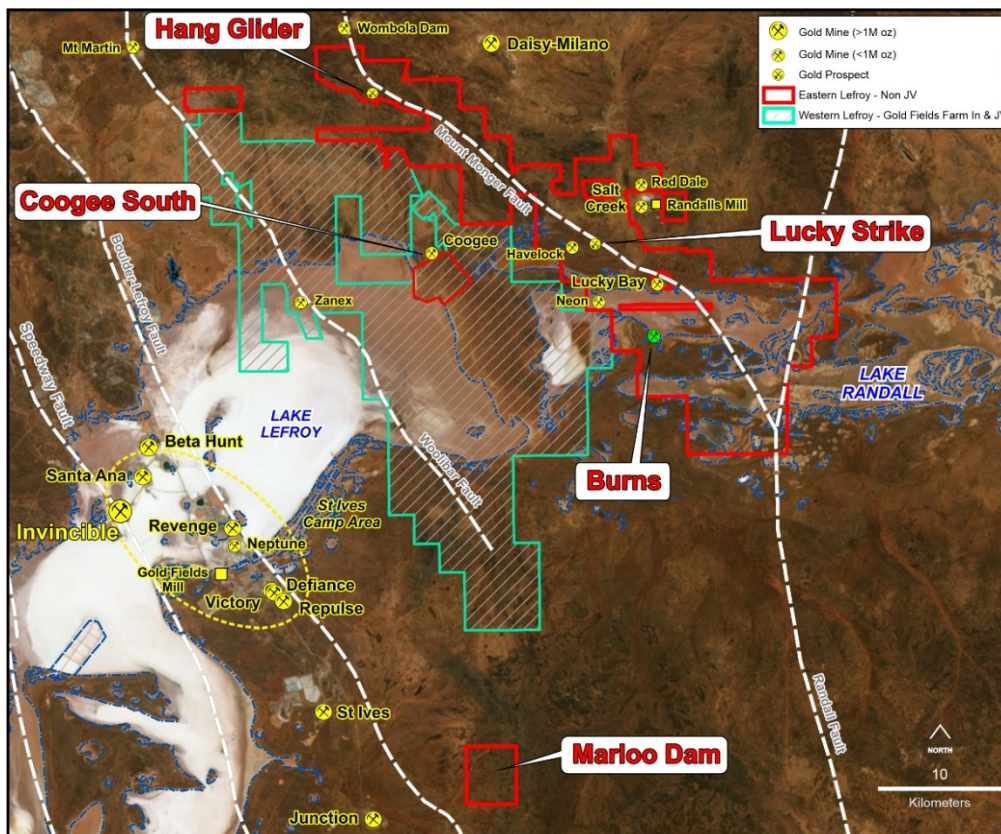 Hang Glider
Wombola Dam
Mt Martin
Daisy-Milano
Gold Mine (>1M oz)
Gold Mine (<1M oz)
Gold Prospect
Eastern Lefroy - Non JV
Western Lefroy - Gold Fields Farm In & JV
Mount Monger Fault
Coogee South
Boulder-Lefroy Fault
Speedway Fault
Salt
Creek
Red Dale
Randalls Mill
Coogee
Havelock
Lucky Strike
Lucky Bay
Zanex
Neon
LAKE
LEFROY
LAKE
RANDALL
Burns
Woolibar Fault
Beta Hunt
Santa Ana
Invincible
St Ives
Camp Area
Revenge
Neptune
Gold Fields
Mill
Defiance
Victory
Repulse
St Ives
Marloo Dam
Junction
Randall Fault
NORTH
10
Kilometers